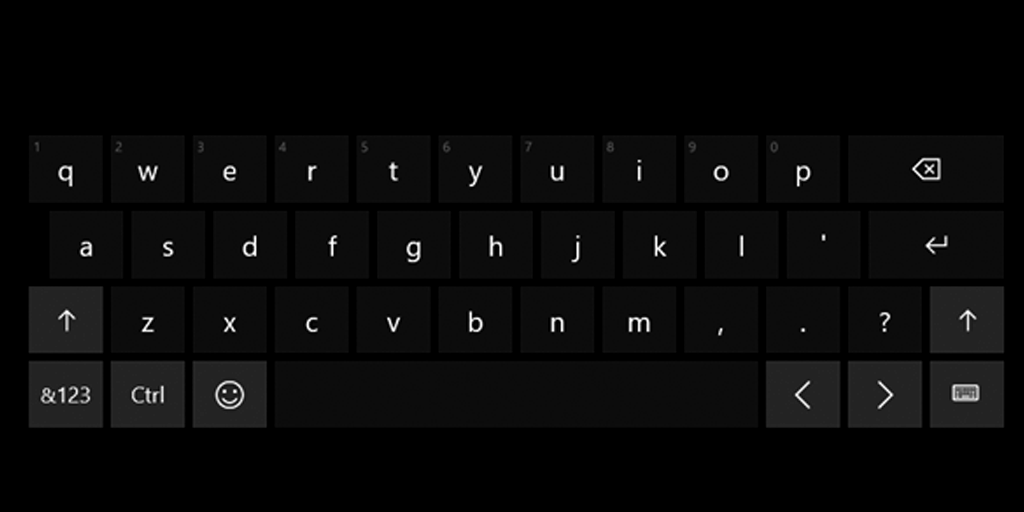 1 q 2 w 3 e 4 r 5 t 6 y 7 u 8 i 9 o 0 p
a s d f g h j k l '
z x c v b n m , . ?
&123 Ctrl < >